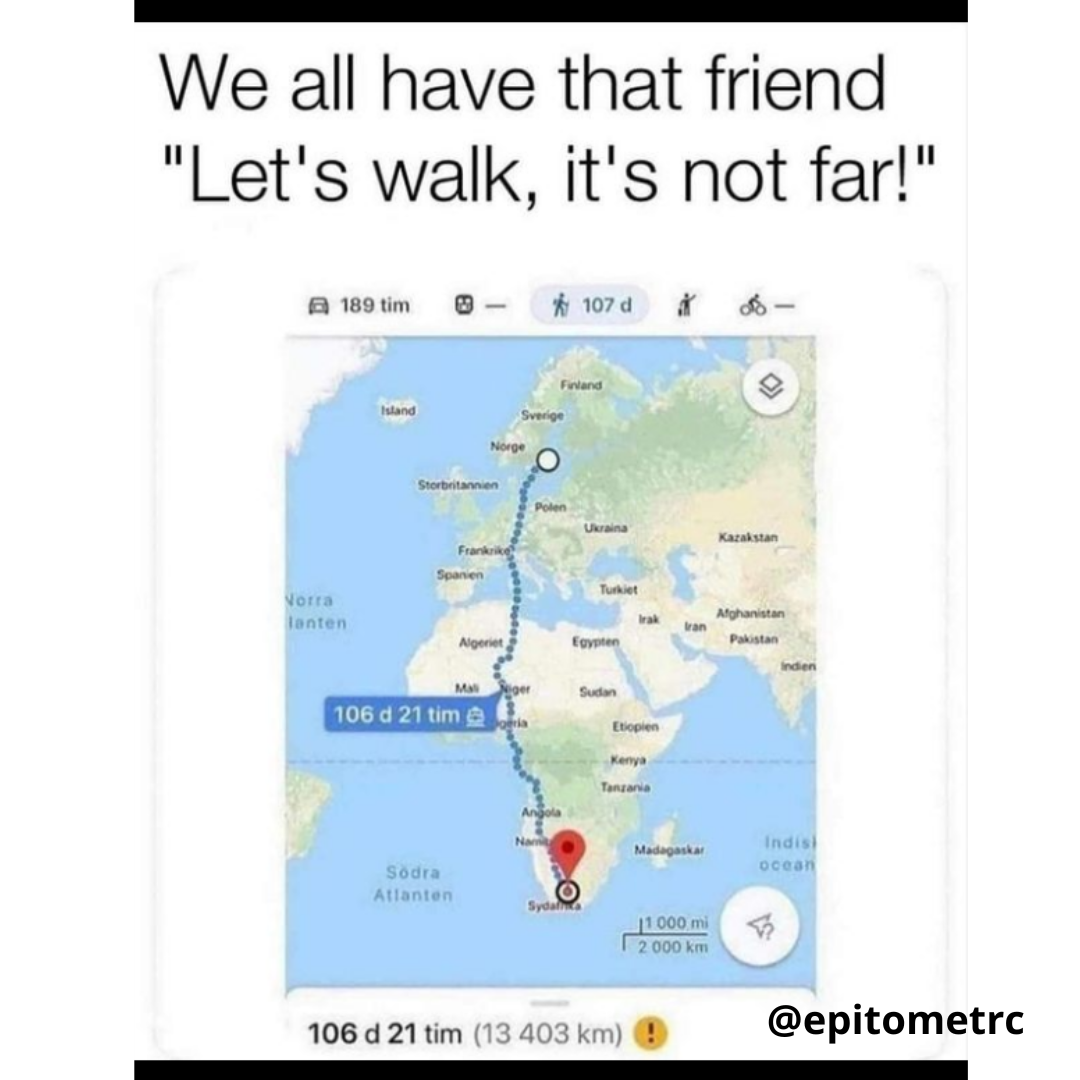 We all have that friend
"Let's walk, it's not far!"
189 tim — 107 d —
Finland
Island
Sverige
Norge
Storbritannien
Polen
Ukraina
Kazakstan
Frankrike
Spanien
Turkiet
Norra
lanten
Irak
Iran
Afghanistan
Pakistan
Algeriet
Egypten
Indien
Mali
Niger
Sudan
106 d 21 tim
igeria
Etiopien
Kenya
Tanzania
Angola
Nami
Madagaskar
Indisk
ocean
Södra
Atlanten
Sydafrika
1 000 mi
2 000 km
106 d 21 tim (13 403 km) !
@epitometrc